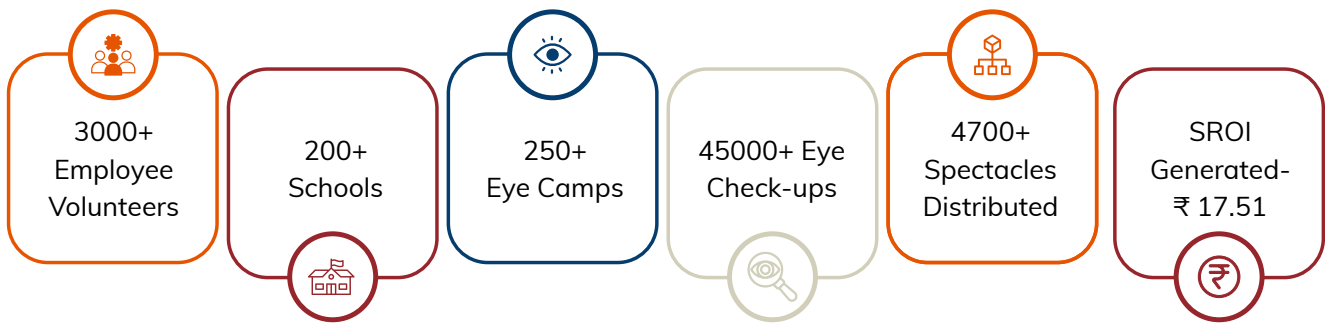 3000+
Employee
Volunteers
200+
Schools
250+
Eye Camps
45000+ Eye
Check-ups
4700+
Spectacles
Distributed
SROI
Generated-
₹ 17.51